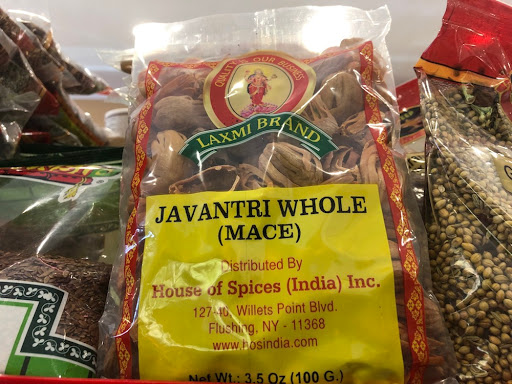 QUALITY OUR BUSINESS
LAXMI BRAND
JAVANTRI WHOLE
(MACE)
Distributed By
House of Spices (India) Inc.
127-40, Willets Point Blvd.
Flushing, NY - 11368
www.hosindia.com
Net Wt.: 3.5 Oz (100 G.)